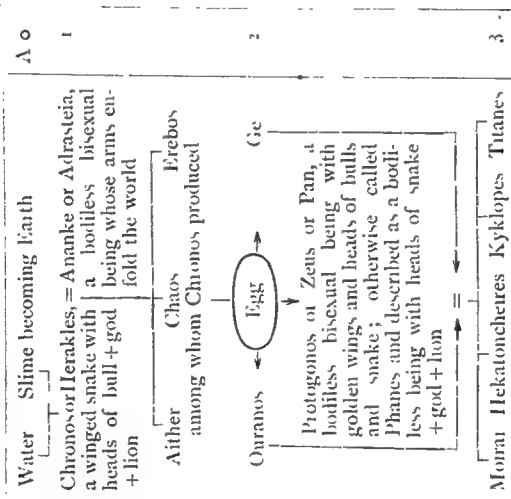 A 0
Water Slime becoming Earth
1
Chronos or Herakles, = Ananke or Adrasteia,
a winged snake with a bodiless bisexual
heads of bull + god being whose arms en-
+ lion fold the world
Aither Chaos Erebos
among whom Chronos produced
2
Ouranos Egg Ge
Protogonos or Zeus or Pan, a
bodiless bisexual being with
golden wings and heads of bulls
and snake; otherwise called
Phanes and described as a bodi-
less being with heads of snake
+ god + lion
=
3
Moirai Hekatoncheires Kyklopes Titanes